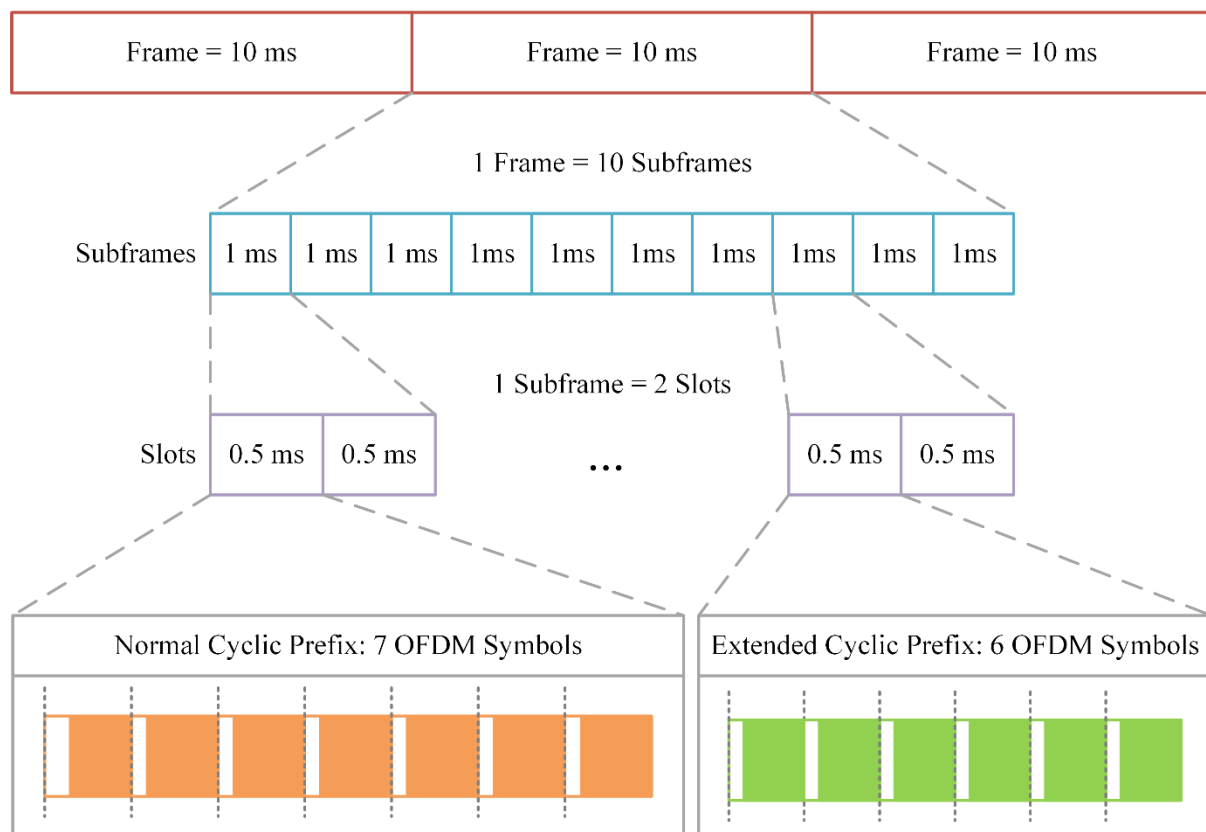 Frame = 10 ms
Frame = 10 ms
Frame = 10 ms
1 Frame = 10 Subframes
Subframes
1 ms
1 ms
1 ms
1ms
1ms
1ms
1ms
1ms
1ms
1ms
1 Subframe = 2 Slots
Slots
0.5 ms
0.5 ms
...
0.5 ms
0.5 ms
Normal Cyclic Prefix: 7 OFDM Symbols
Extended Cyclic Prefix: 6 OFDM Symbols